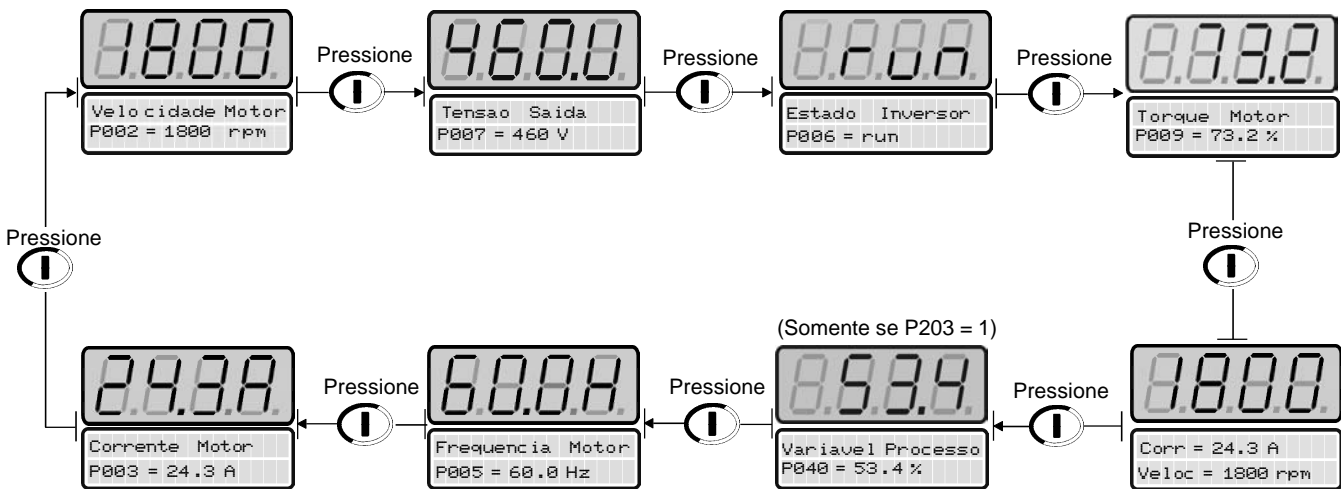 1800
Velocidade Motor
P002 = 1800 rpm
Pressione
460.U
Tensao Saida
P007 = 460 V
Pressione
run
Estado Inversor
P006 = run
Pressione
73.2
Torque Motor
P009 = 73.2 %
Pressione
1800
Corr = 24.3 A
Veloc = 1800 rpm
Pressione
(Somente se P203 = 1)
53.4
Variavel Processo
P040 = 53.4 %
Pressione
60.0H
Frequencia Motor
P005 = 60.0 Hz
Pressione
24.3A
Corrente Motor
P003 = 24.3 A
Pressione